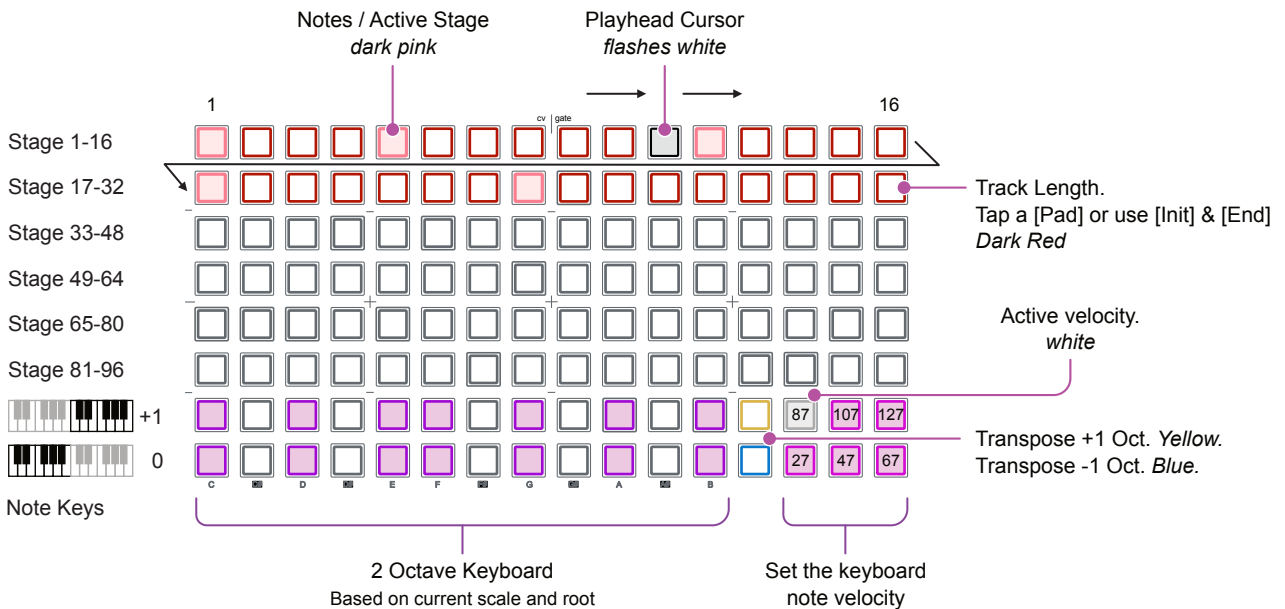 Notes / Active Stage
dark pink
Playhead Cursor
flashes white
1
16
cv gate
Stage 1-16
Stage 17-32
Track Length.
Tap a [Pad] or use [Init] & [End]
Dark Red
Stage 33-48
Stage 49-64
Stage 65-80
Active velocity.
white
Stage 81-96
+1
87 107 127
0
27 47 67
Transpose +1 Oct. Yellow.
Transpose -1 Oct. Blue.
C D E F G A B
Note Keys
2 Octave Keyboard
Based on current scale and root
Set the keyboard
note velocity